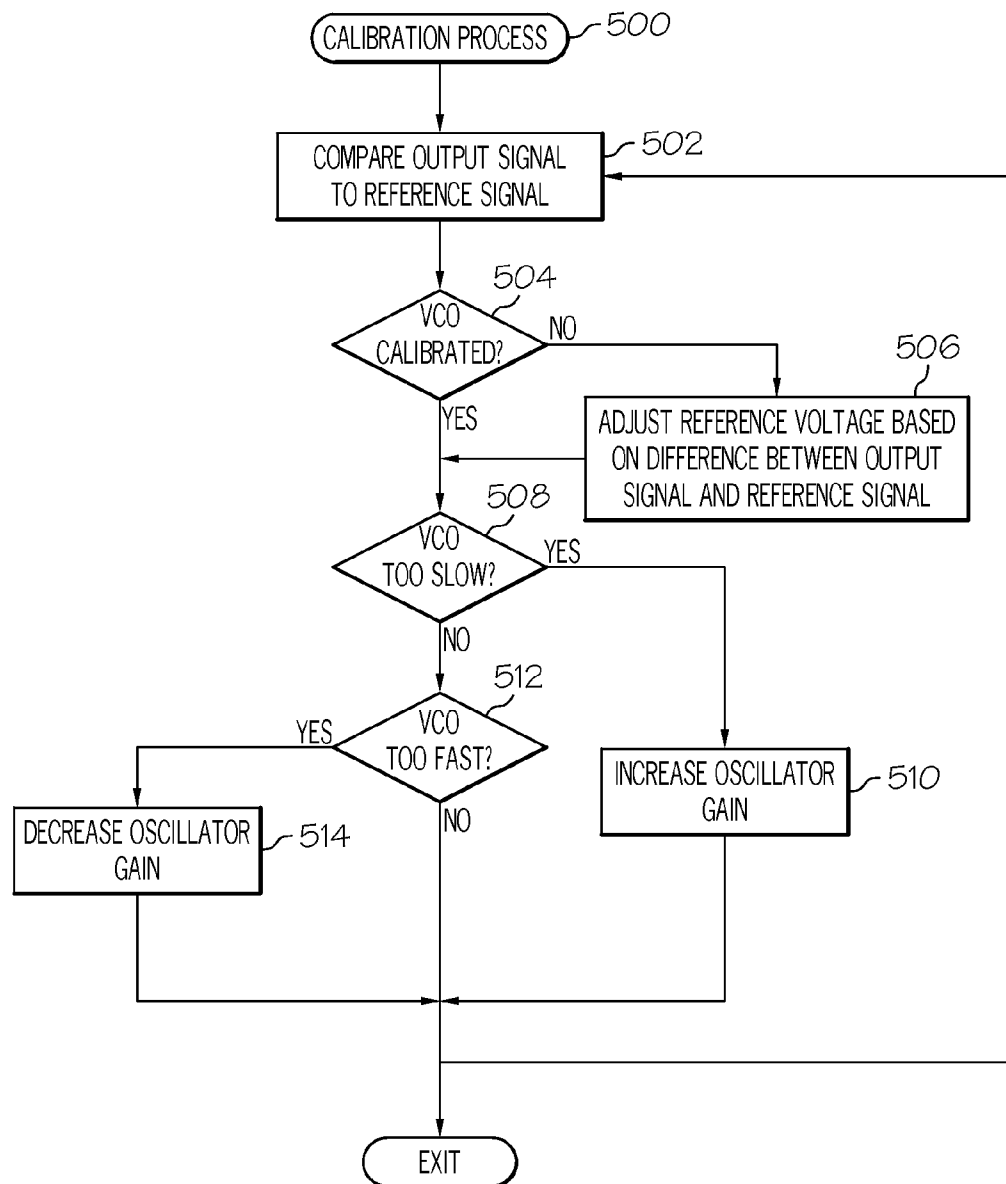 CALIBRATION PROCESS
500
COMPARE OUTPUT SIGNAL
TO REFERENCE SIGNAL
502
504
VCO
CALIBRATED?
NO
YES
506
ADJUST REFERENCE VOLTAGE BASED
ON DIFFERENCE BETWEEN OUTPUT
SIGNAL AND REFERENCE SIGNAL
508
VCO
TOO SLOW?
YES
NO
512
VCO
TOO FAST?
YES
NO
INCREASE OSCILLATOR
GAIN
510
DECREASE OSCILLATOR
GAIN
514
EXIT